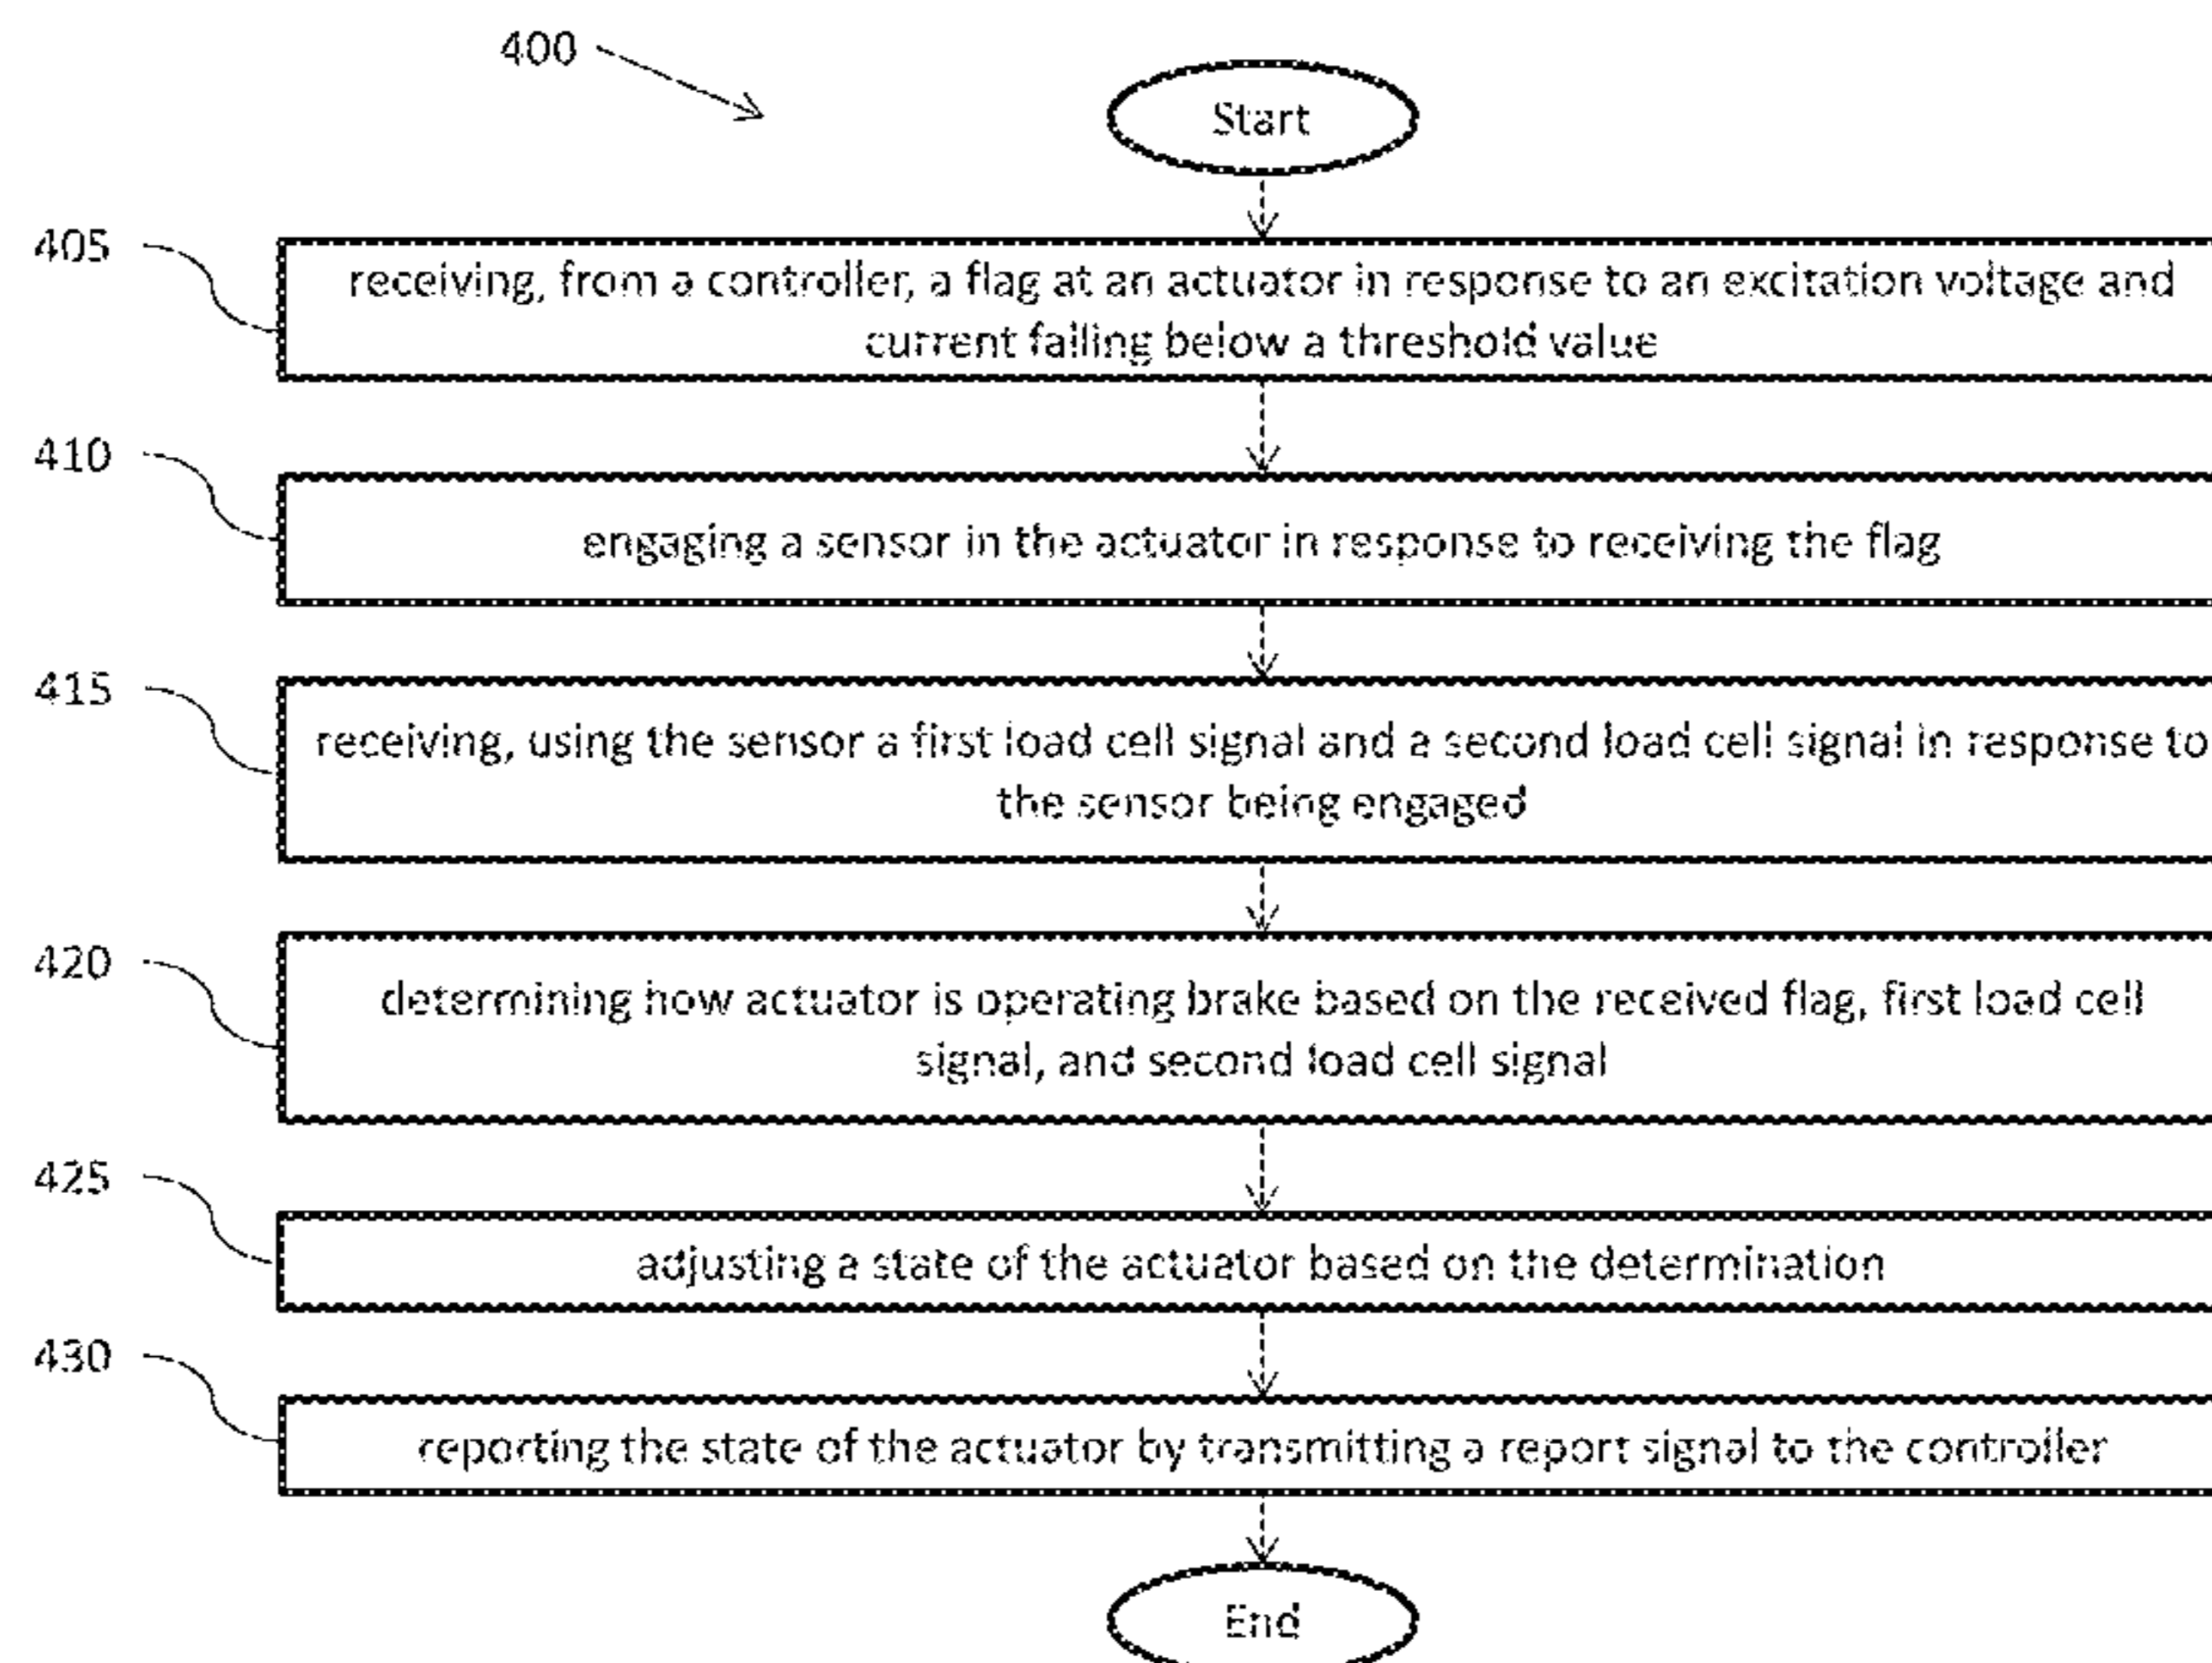 400
Start
405
receiving, from a controller, a flag at an actuator in response to an excitation voltage and
current falling below a threshold value
410
engaging a sensor in the actuator in response to receiving the flag
415
receiving, using the sensor a first load cell signal and a second load cell signal in response to
the sensor being engaged
420
determining how actuator is operating brake based on the received flag, first load cell
signal, and second load cell signal
425
adjusting a state of the actuator based on the determination
430
reporting the state of the actuator by transmitting a report signal to the controller
End